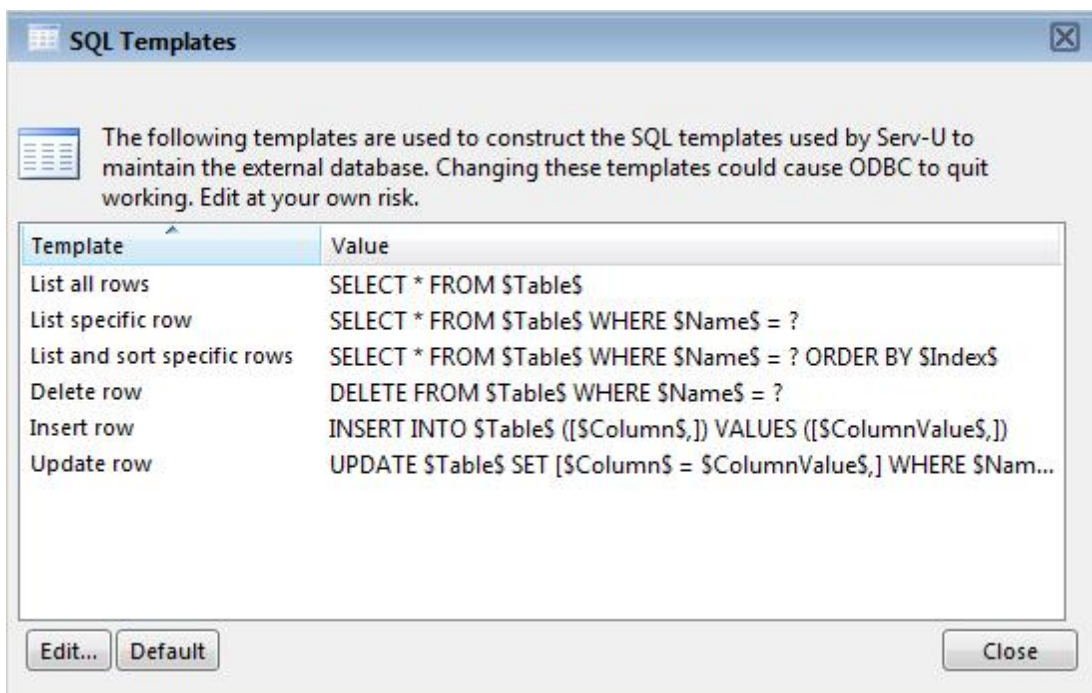 SQL Templates
The following templates are used to construct the SQL templates used by Serv-U to
maintain the external database. Changing these templates could cause ODBC to quit
working. Edit at your own risk.
Template Value
List all rows SELECT * FROM $Table$
List specific row SELECT * FROM $Table$ WHERE $Name$ = ?
List and sort specific rows SELECT * FROM $Table$ WHERE $Name$ = ? ORDER BY $Index$
Delete row DELETE FROM $Table$ WHERE $Name$ = ?
Insert row INSERT INTO $Table$ ([$Column$,]) VALUES ([$ColumnValue$,])
Update row UPDATE $Table$ SET [$Column$ = $ColumnValue$,] WHERE $Nam...
Edit... Default Close